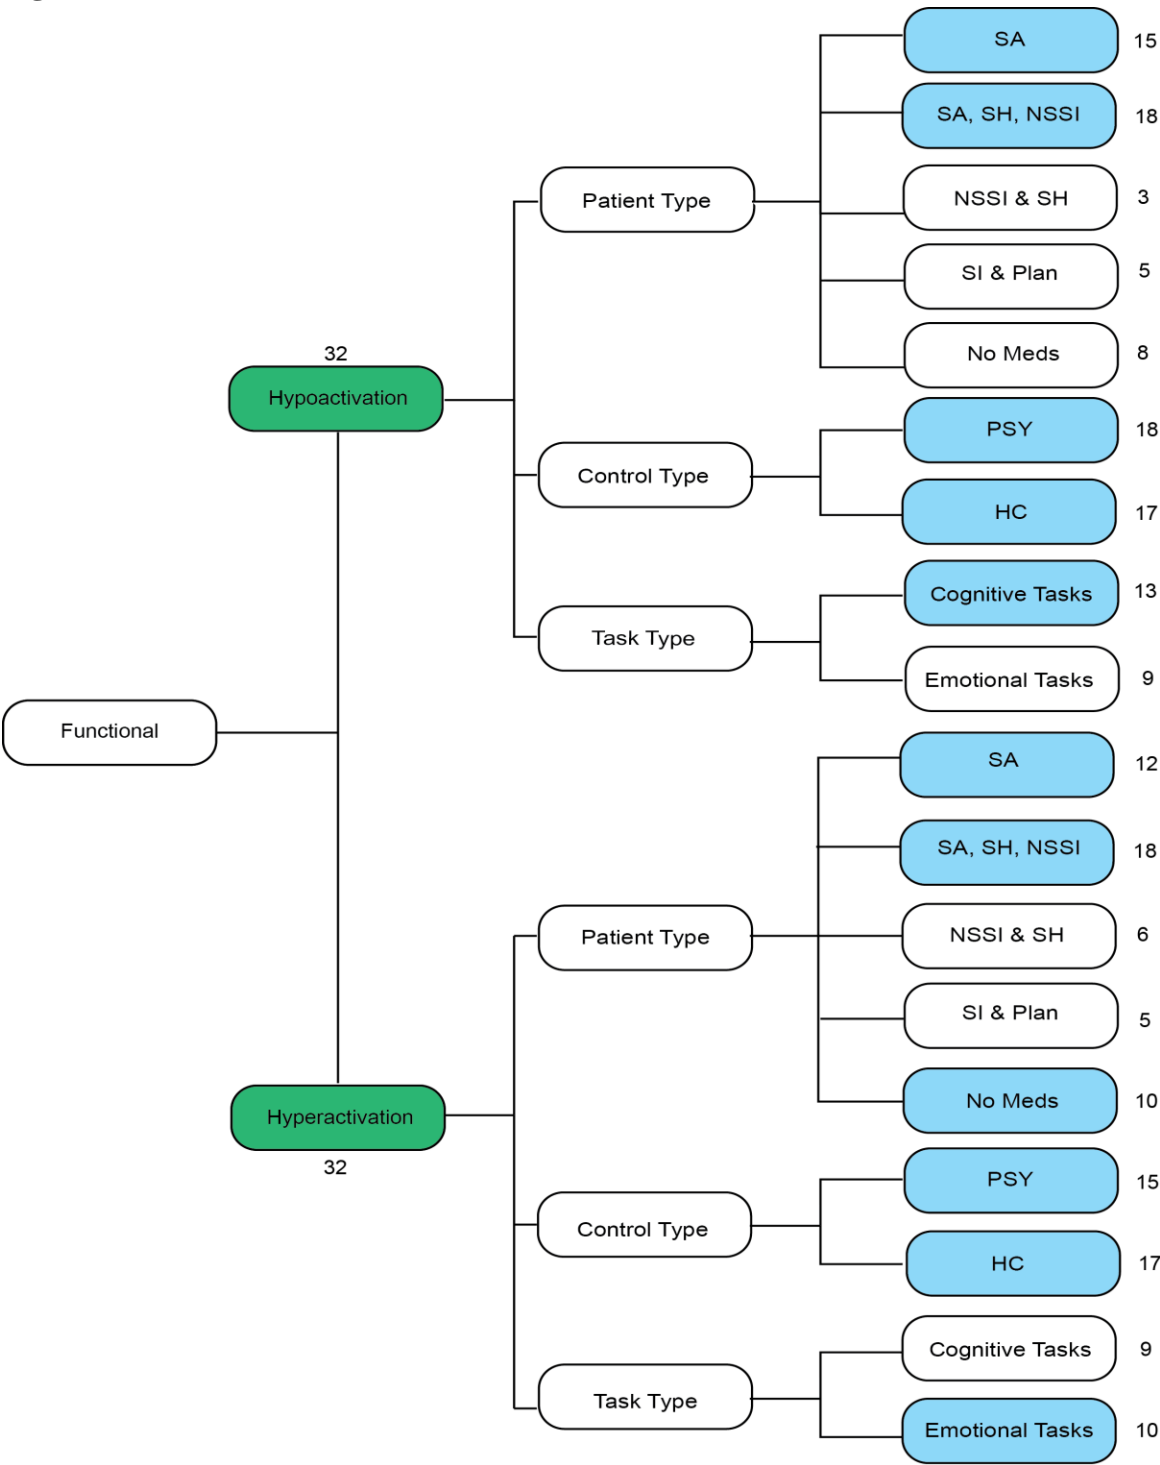 SA 15
SA, SH, NSSI 18
Patient Type
NSSI & SH 3
SI & Plan 5
32
No Meds 8
Hypoactivation
PSY 18
Control Type
HC 17
Cognitive Tasks 13
Task Type
Emotional Tasks 9
Functional
SA 12
SA, SH, NSSI 18
Patient Type
NSSI & SH 6
SI & Plan 5
No Meds 10
Hyperactivation
32
PSY 15
Control Type
HC 17
Cognitive Tasks 9
Task Type
Emotional Tasks 10